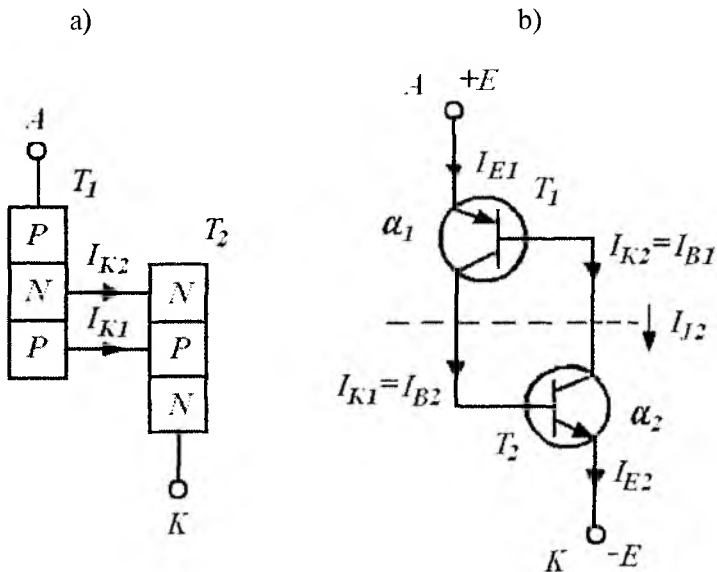 a)
A
T1
P
N
P
IK2
IK1
T2
N
P
N
K
b)
A +E
IE1
T1
α1
IK2=IB1
IJ2
IK1=IB2
T2
α2
IE2
K -E